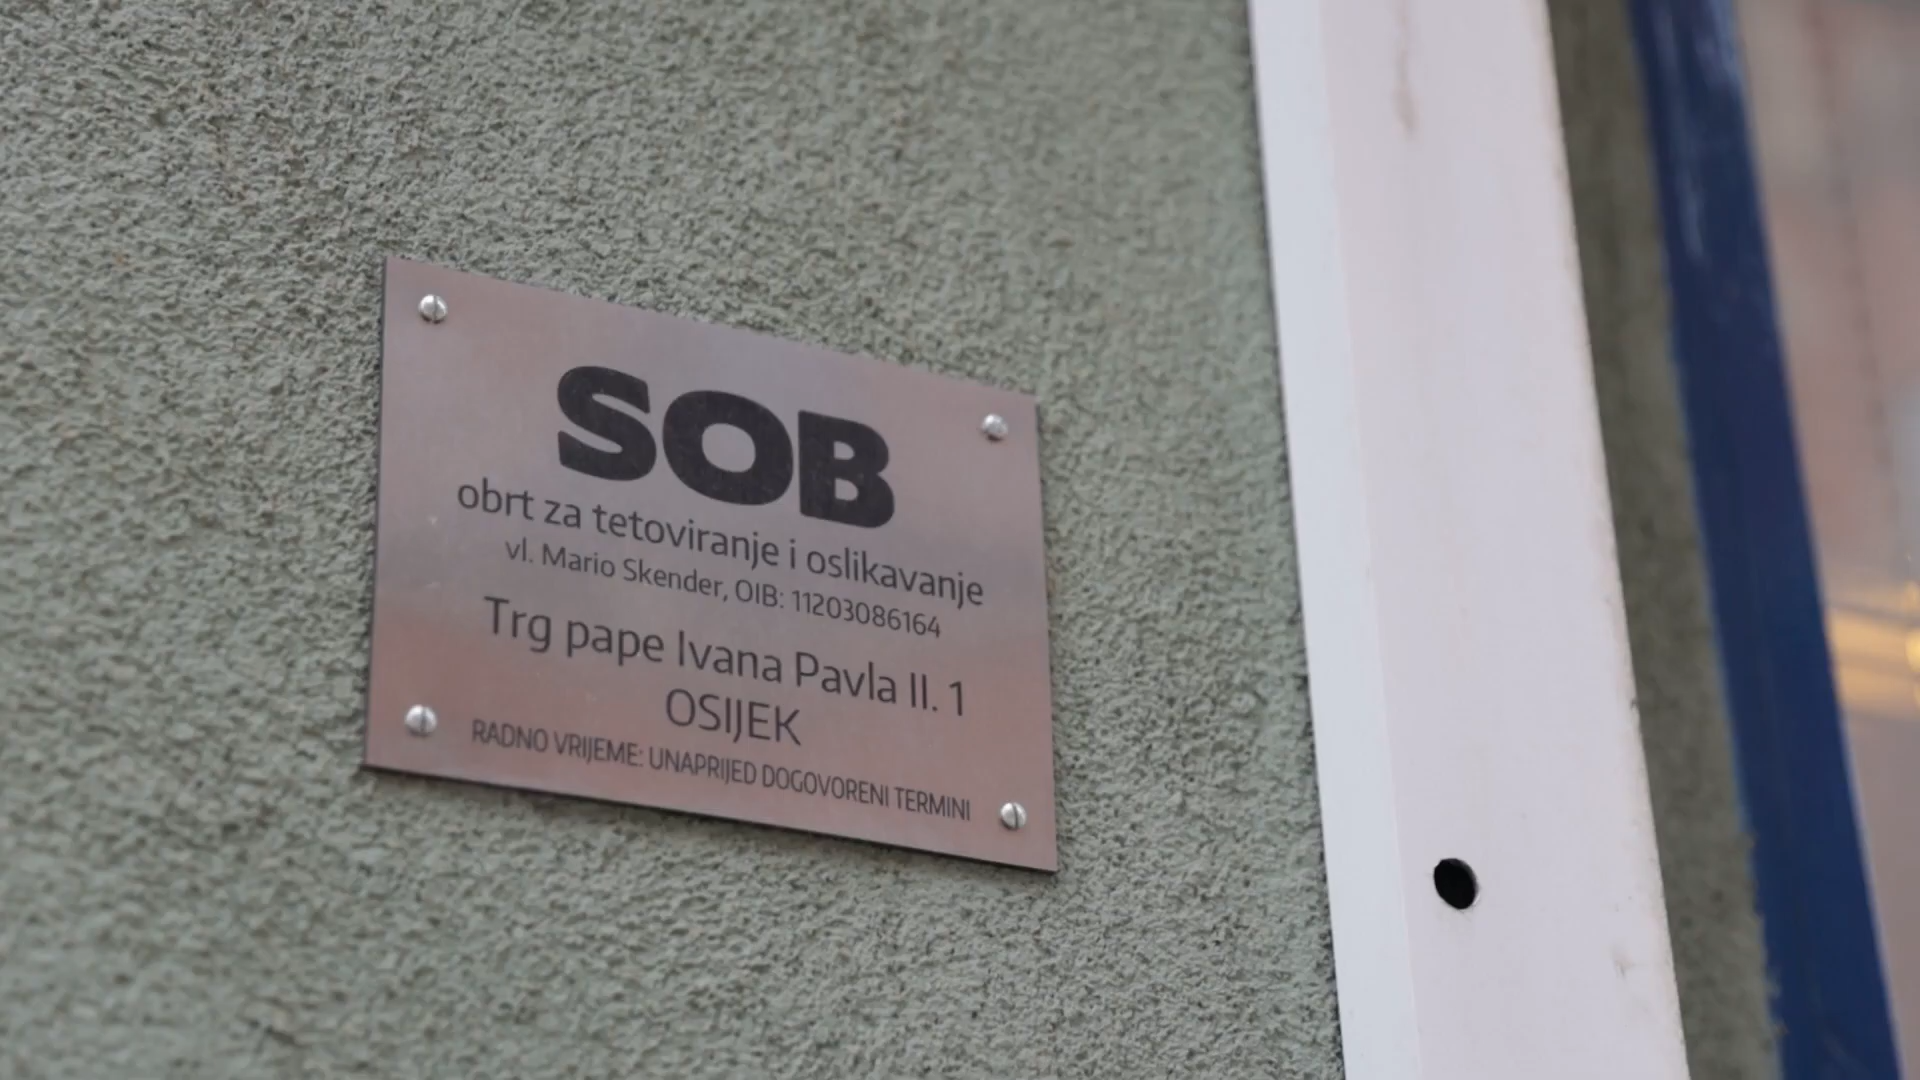 SOB
obrt za tetoviranje i oslikavanje
vl. Mario Skender, OIB: 11203086164
Trg pape Ivana Pavla II. 1
OSIJEK
RADNO VRIJEME: UNAPRIJED DOGOVORENI TERMINI